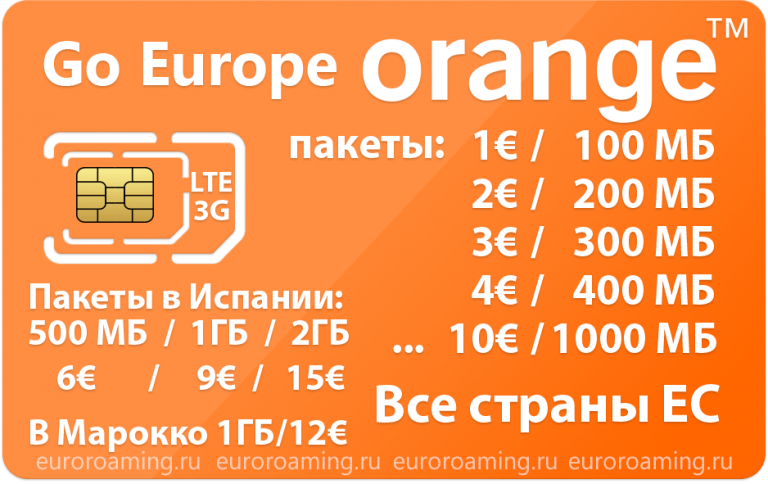 Go Europe orange™
пакеты: 1€ / 100 МБ
2€ / 200 МБ
3€ / 300 МБ
4€ / 400 МБ
... 10€ / 1000 МБ
Все страны ЕС
LTE
3G
Пакеты в Испании:
500 МБ / 1ГБ / 2ГБ
6€ / 9€ / 15€
В Марокко 1ГБ/12€
euroroaming.ru euroroaming.ru euroroaming.ru euroroaming.ru